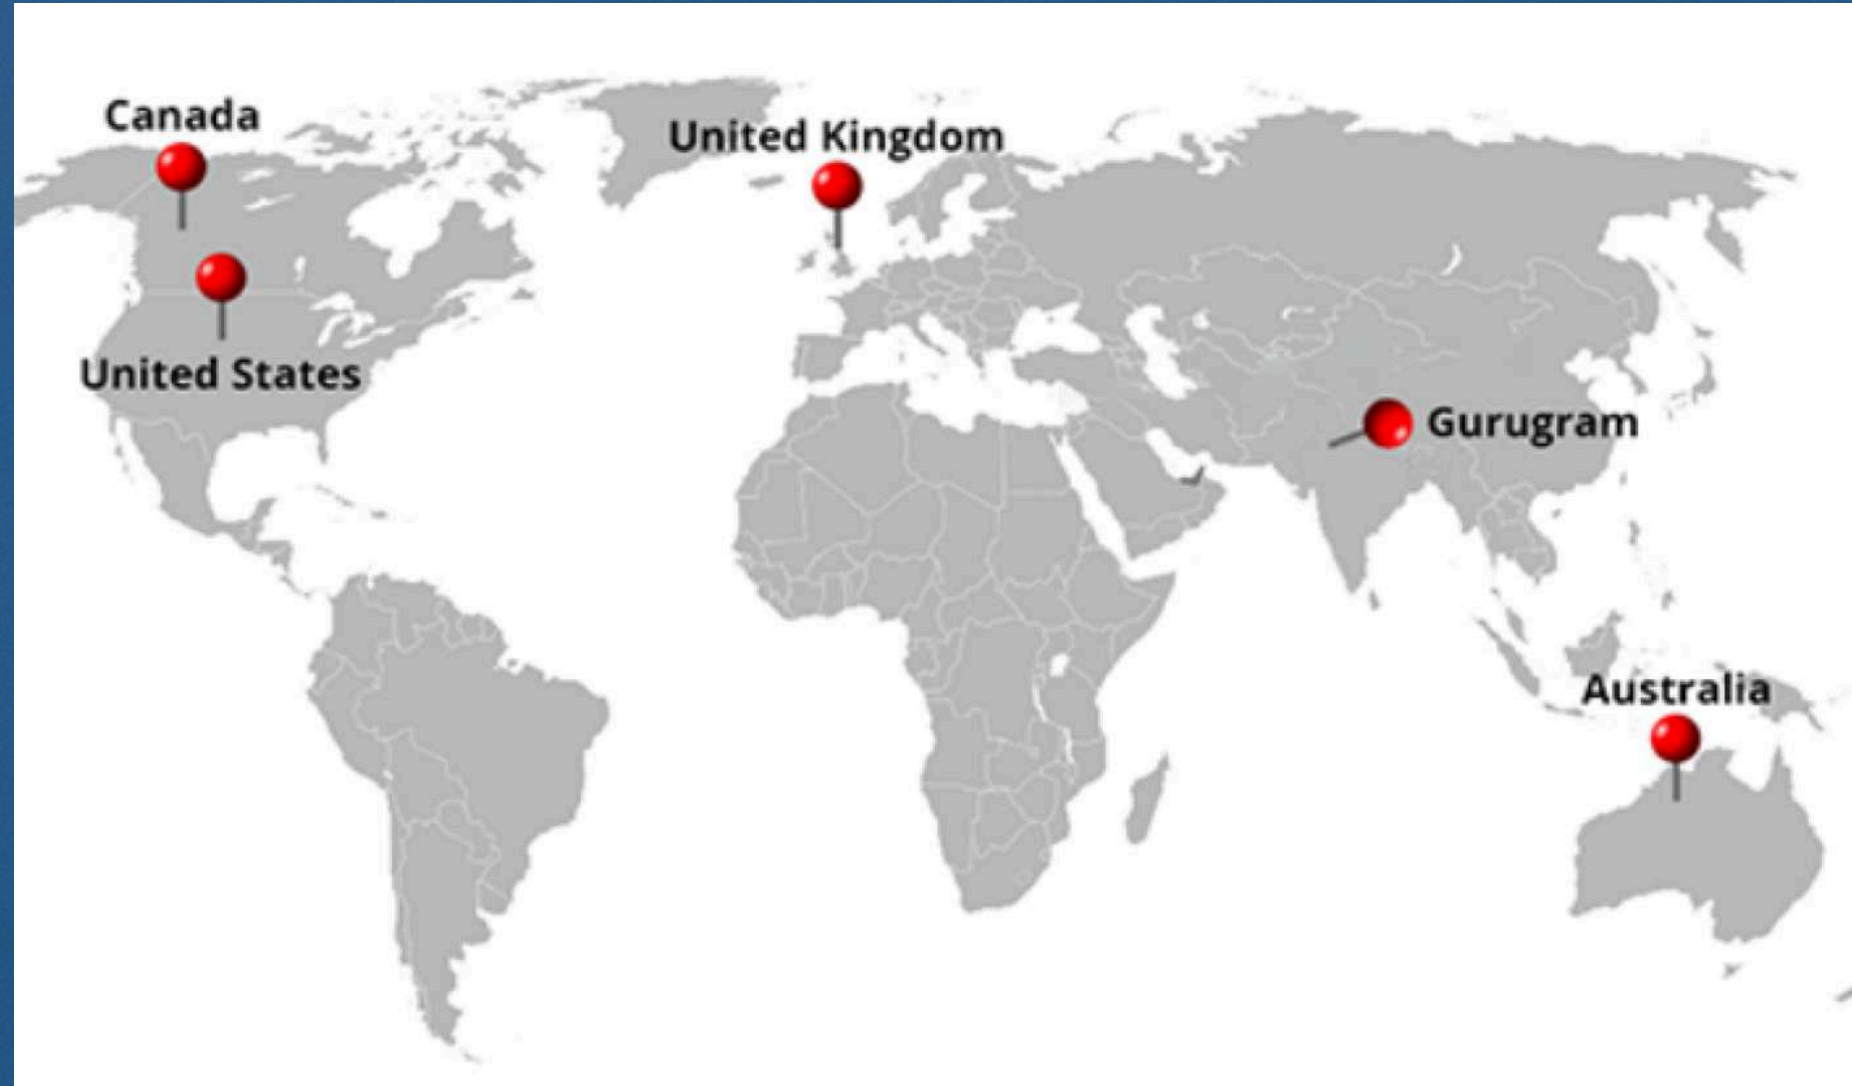 Canada
United Kingdom
United States
Gurugram
Australia